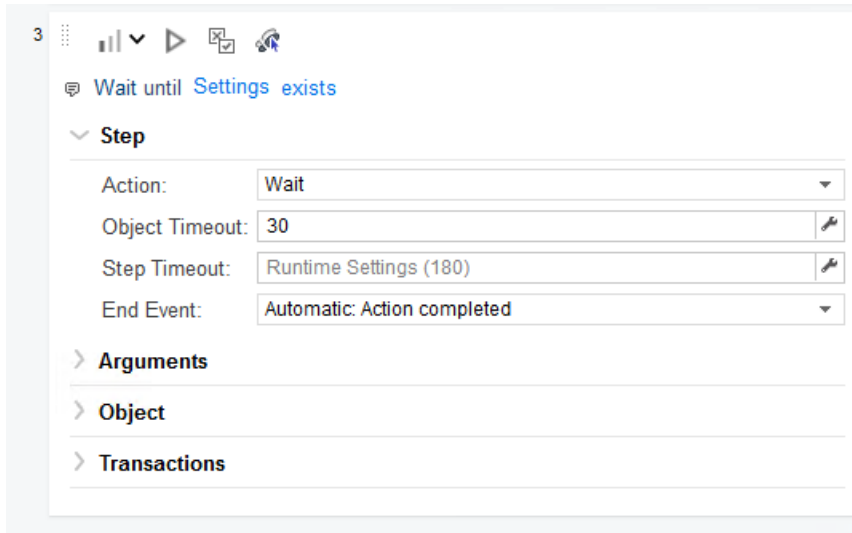 3
Wait until Settings exists
Step
Action: Wait
Object Timeout: 30
Step Timeout: Runtime Settings (180)
End Event: Automatic: Action completed
Arguments
Object
Transactions